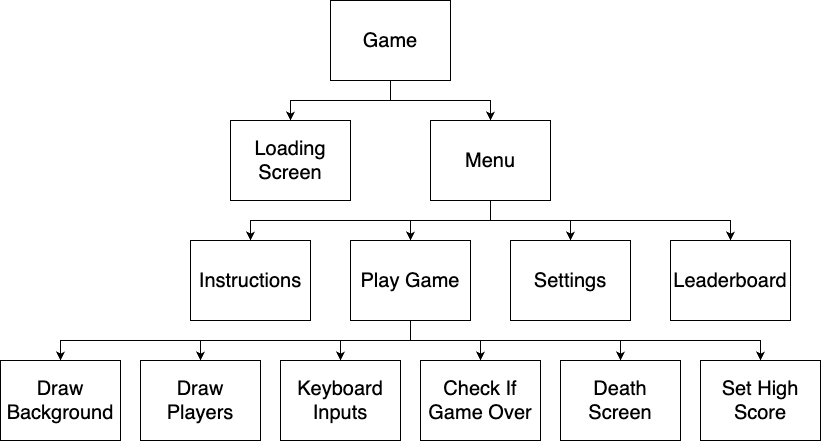 Game
Loading
Screen
Menu
Instructions
Play Game
Settings
Leaderboard
Draw
Background
Draw
Players
Keyboard
Inputs
Check If
Game Over
Death
Screen
Set High
Score